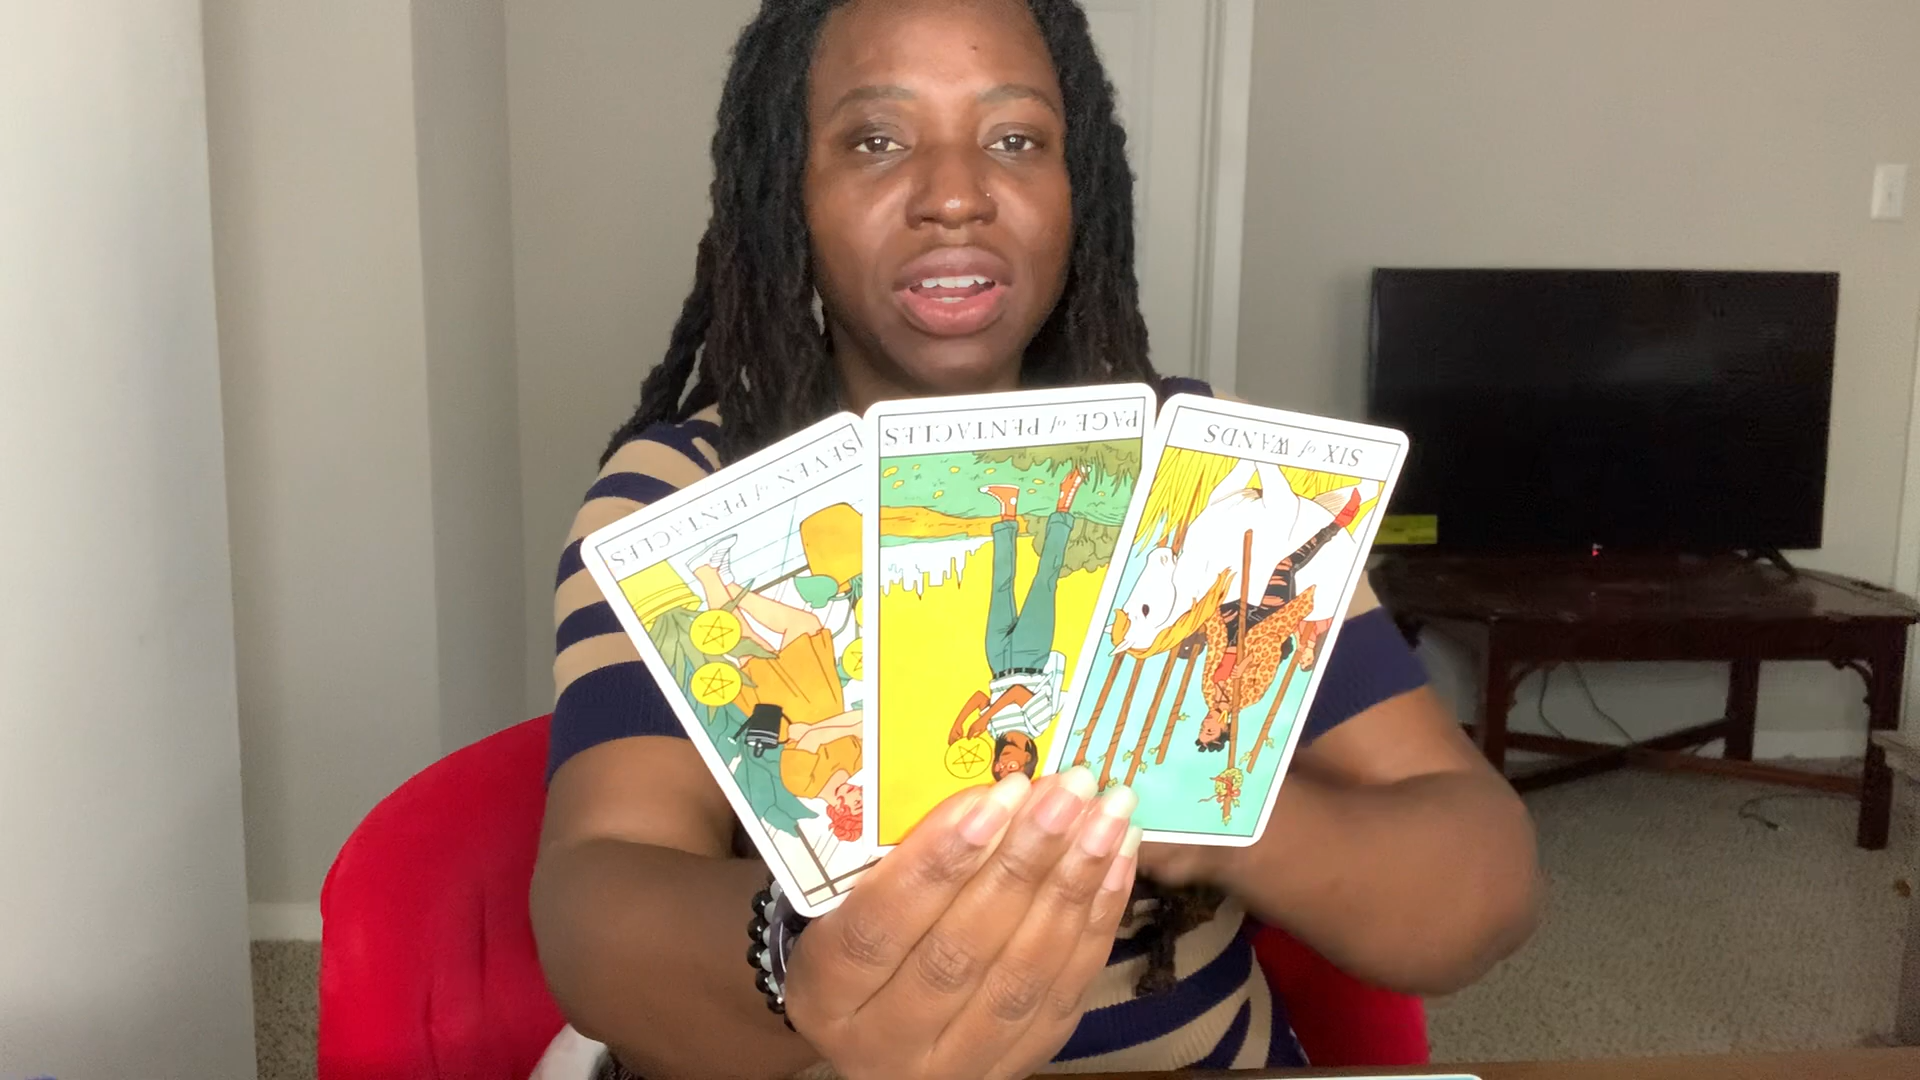 SEVEN of PENTACLES
PAGE of PENTACLES
SIX of WANDS